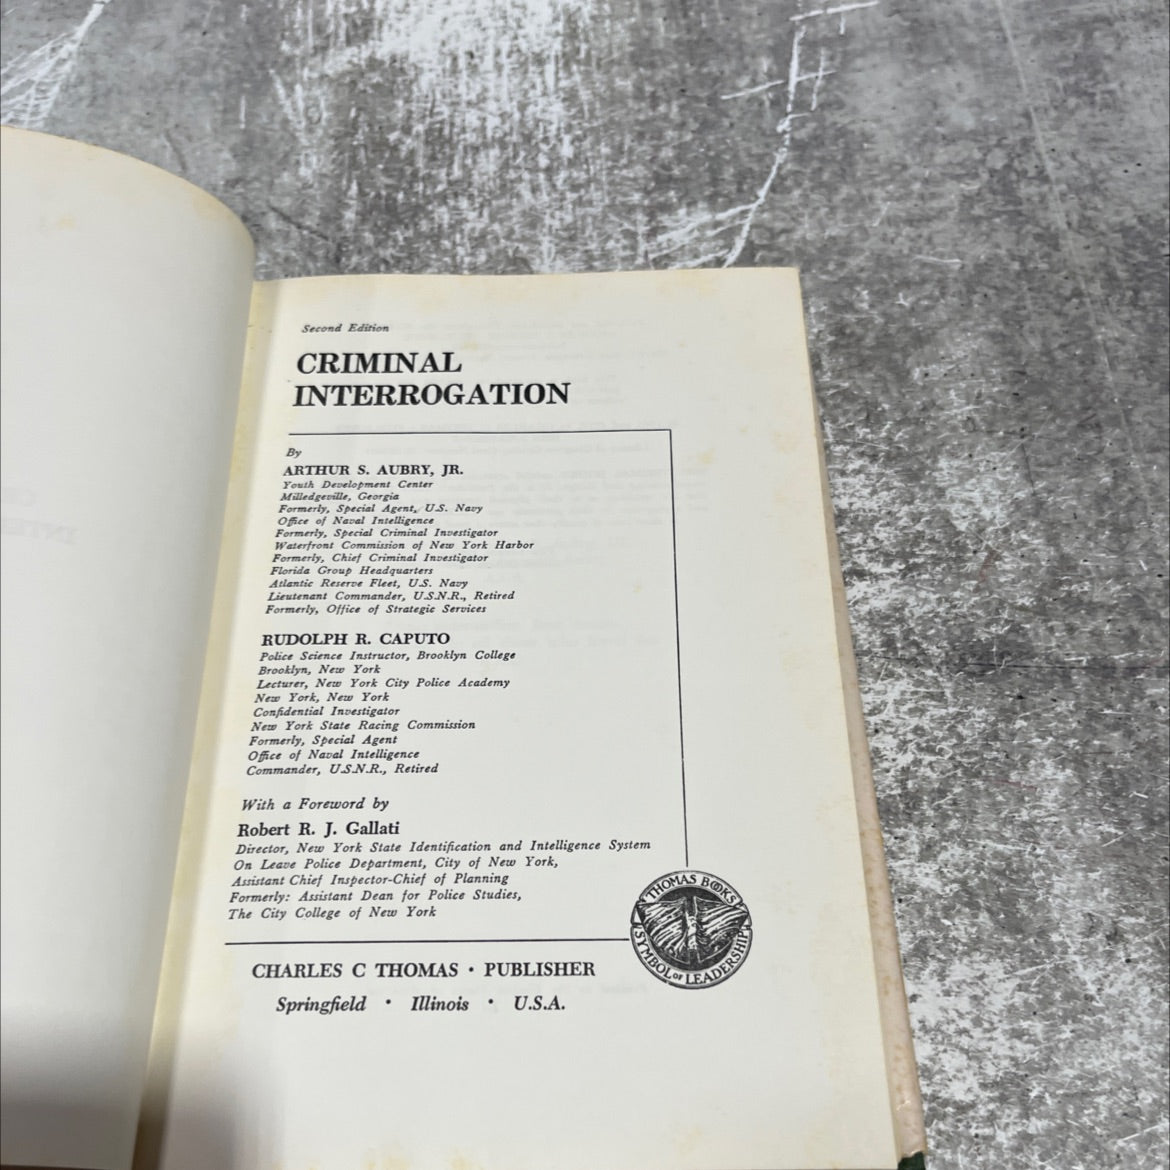 Second Edition
CRIMINAL
INTERROGATION
By
ARTHUR S. AUBRY, JR.
Youth Development Center
Milledgeville, Georgia
Formerly, Special Agent, U.S. Navy
Office of Naval Intelligence
Formerly, Special Criminal Investigator
Waterfront Commission of New York Harbor
Formerly, Chief Criminal Investigator
Florida Group Headquarters
Atlantic Reserve Fleet, U.S. Navy
Lieutenant Commander, U.S.N.R., Retired
Formerly, Office of Strategic Services
RUDOLPH R. CAPUTO
Police Science Instructor, Brooklyn College
Brooklyn, New York
Lecturer, New York City Police Academy
New York, New York
Confidential Investigator
New York State Racing Commission
Formerly, Special Agent
Office of Naval Intelligence
Commander, U.S.N.R., Retired
With a Foreword by
Robert R. J. Gallati
Director, New York State Identification and Intelligence System
On Leave Police Department, City of New York,
Assistant Chief Inspector-Chief of Planning
Formerly: Assistant Dean for Police Studies,
The City College of New York
THOMAS BOOKS
SYMBOL OF LEADERSHIP
CHARLES C THOMAS • PUBLISHER
Springfield • Illinois • U.S.A.